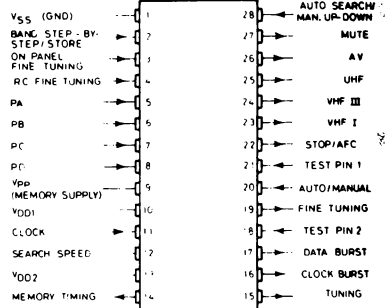 VSS (GND)
BAND STEP - BY-
STEP / STORE
ON PANEL
FINE TUNING
RC FINE TUNING
PA
PB
PC
PD
VPP
(MEMORY SUPPLY)
VDD1
CLOCK
SEARCH SPEED
VDD2
MEMORY TIMING
1
2
3
4
5
6
7
8
9
10
11
12
13
14
28
27
26
25
24
23
22
21
20
19
18
17
16
15
AUTO SEARCH/
MAN. UP-DOWN
MUTE
AV
UHF
VHF III
VHF I
STOP/AFC
TEST PIN 1
AUTO/MANUAL
FINE TUNING
TEST PIN 2
DATA BURST
CLOCK BURST
TUNING